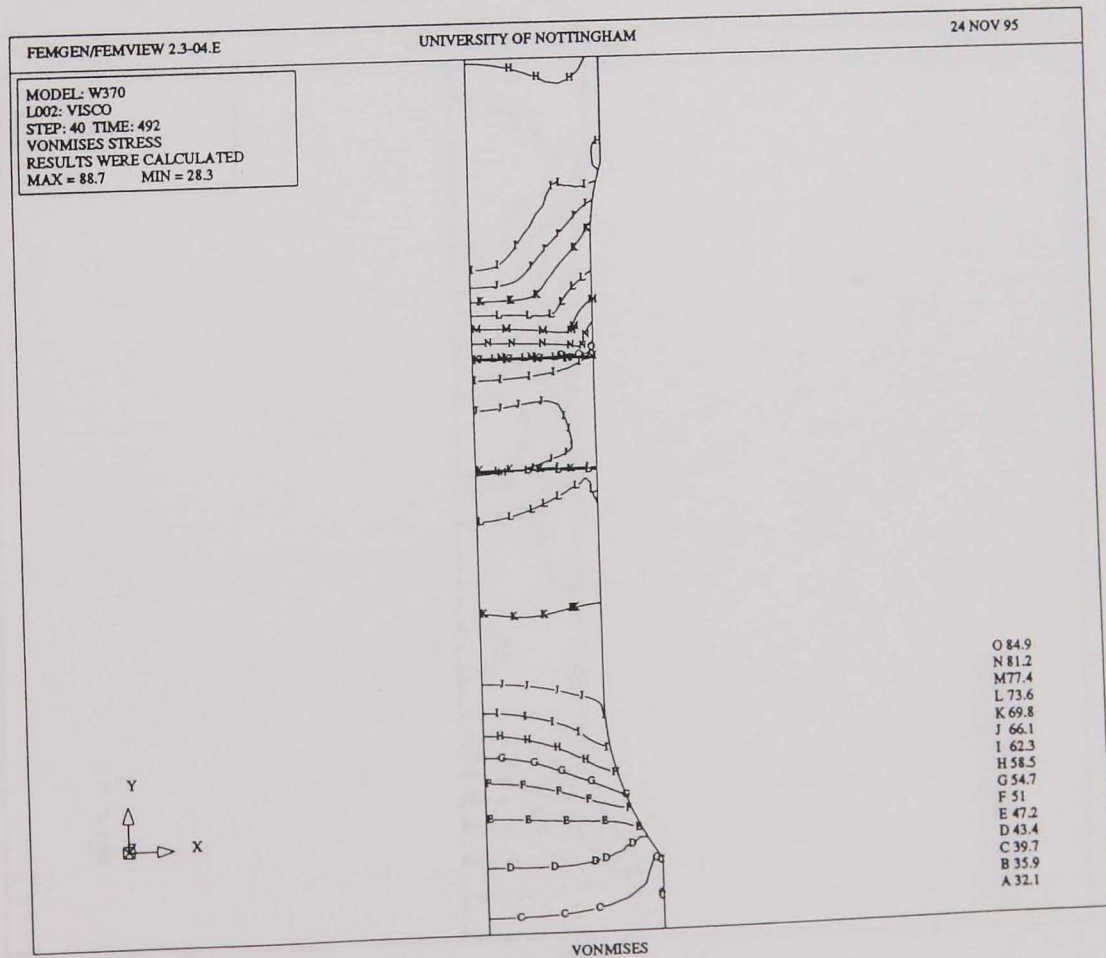 FEMGEN/FEMVIEW 2.3-04.E UNIVERSITY OF NOTTINGHAM 24 NOV 95
MODEL: W370
L002: VISCO
STEP: 40 TIME: 492
VONMISES STRESS
RESULTS WERE CALCULATED
MAX = 88.7 MIN = 28.3
H H H
H
I I
I I I I I
J J J J J
K K K K K K
L L L L L L
M M M M M
N N N N N N
I I I I I
J J J J J
L L L L L L L
K K K K
J J J J J
I I I I I
H H H H H
G G G G G
F F F F F
E E E E E
D D D D D
C C C
Y
X
O 84.9
N 81.2
M 77.4
L 73.6
K 69.8
J 66.1
I 62.3
H 58.5
G 54.7
F 51
E 47.2
D 43.4
C 39.7
B 35.9
A 32.1
VONMISES